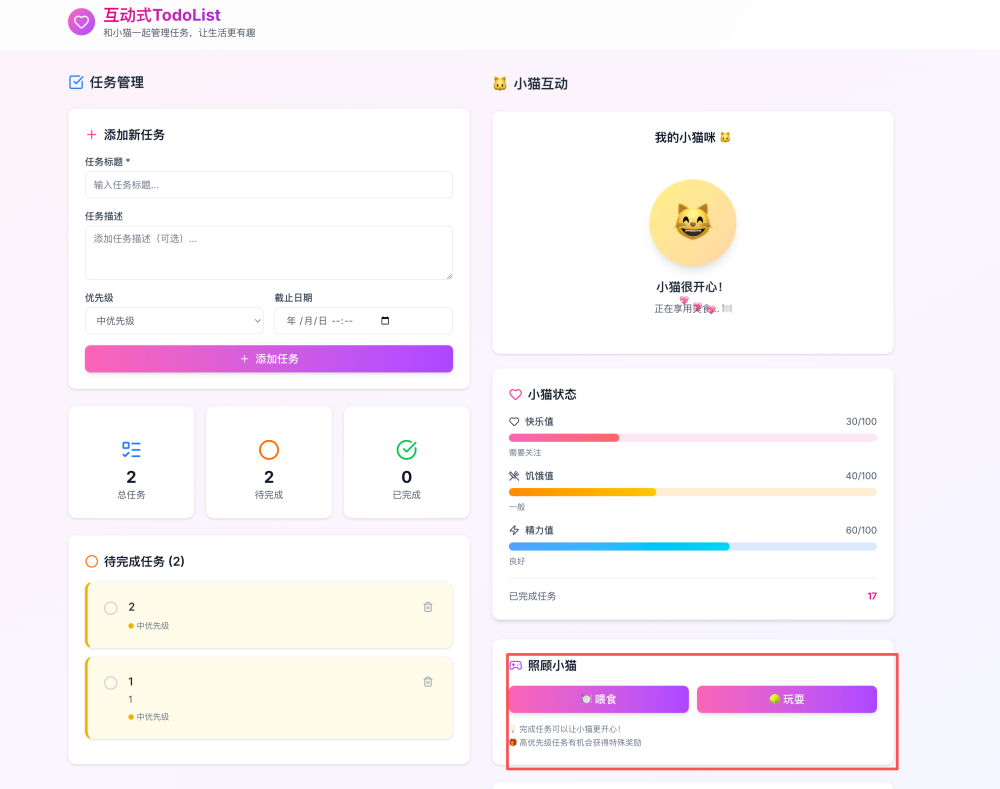 互动式TodoList
和小猫一起管理任务，让生活更有趣
任务管理
添加新任务
任务标题 *
输入任务标题...
任务描述
添加任务描述（可选）...
优先级
截止日期
中优先级
年 /月/日 --:--
添加任务
2
总任务
2
待完成
0
已完成
待完成任务 (2)
2
中优先级
1
1
中优先级
小猫互动
我的小猫咪
小猫很开心！
正在享用美食...
小猫状态
快乐值
30/100
需要关注
饥饿值
40/100
一般
精力值
60/100
良好
已完成任务
17
照顾小猫
喂食
玩耍
完成任务可以让小猫更开心！
高优先级任务有机会获得特殊奖励